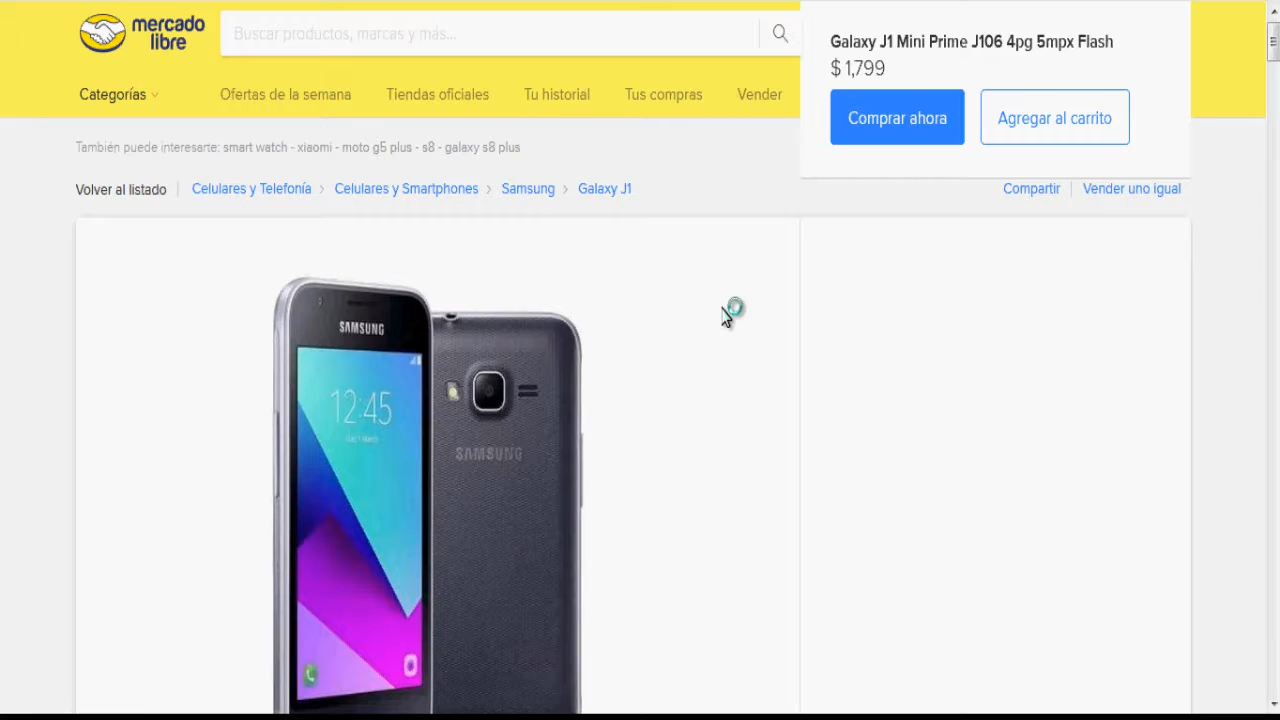 mercado
libre
Buscar productos, marcas y más...
Galaxy J1 Mini Prime J106 4pg 5mpx Flash
$ 1,799
Comprar ahora
Agregar al carrito
Categorías
Ofertas de la semana
Tiendas oficiales
Tu historial
Tus compras
Vender
También puede interesarte: smart watch - xiaomi - moto g5 plus - s8 - galaxy s8 plus
Volver al listado
Celulares y Telefonía › Celulares y Smartphones › Samsung › Galaxy J1
Compartir
Vender uno igual
SAMSUNG
12:45
SAMSUNG